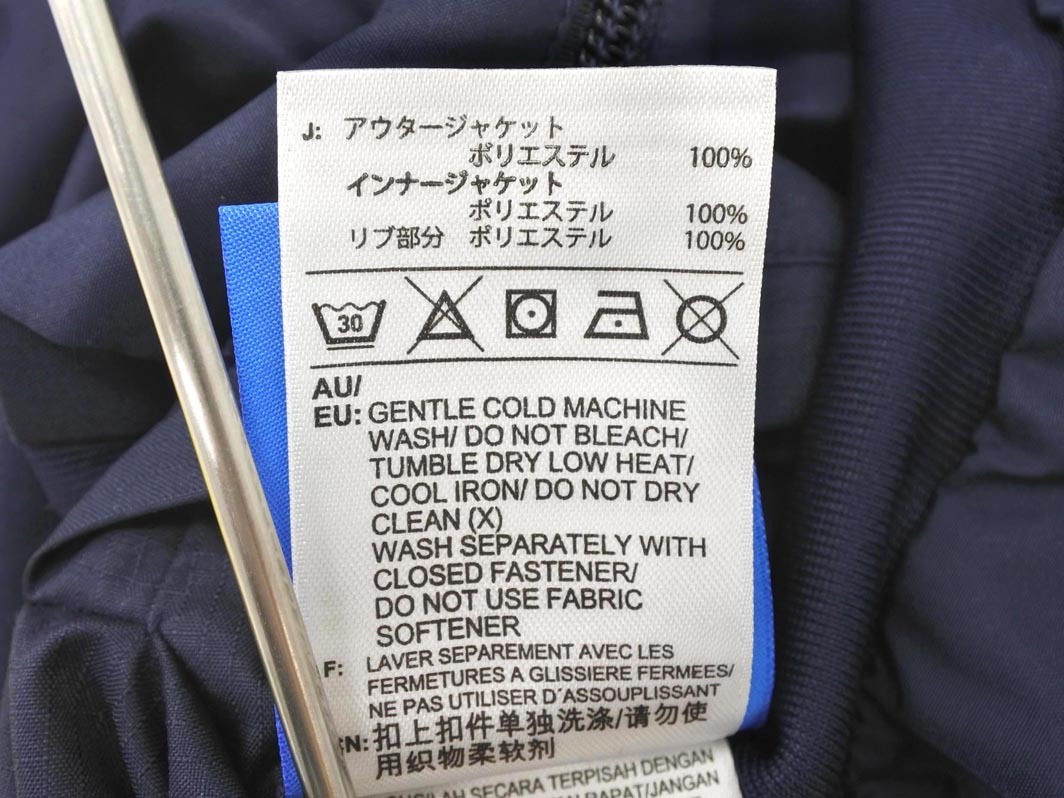 J: アウタージャケット
ポリエステル 100%
インナージャケット
ポリエステル 100%
リブ部分 ポリエステル 100%
30
AU/
EU: GENTLE COLD MACHINE
WASH/ DO NOT BLEACH/
TUMBLE DRY LOW HEAT/
COOL IRON/ DO NOT DRY
CLEAN (X)
WASH SEPARATELY WITH
CLOSED FASTENER/
DO NOT USE FABRIC
SOFTENER
F: LAVER SEPAREMENT AVEC LES
FERMETURES A GLISSIERE FERMEES/
NE PAS UTILISER D'ASSOUPLISSANT
CN: 扣上扣件单独洗涤/请勿使
用织物柔软剂
SECARA TERPISAH DENGAN
RAPAT/JANGAN